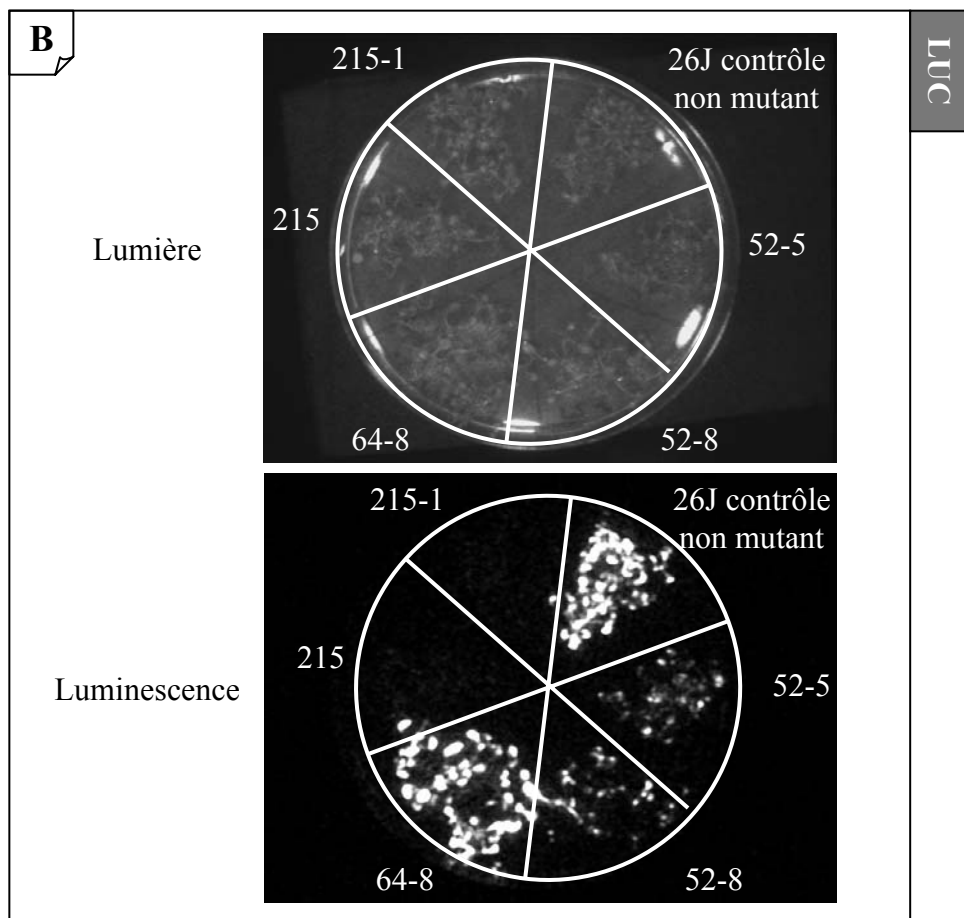 B
LUC
215-1
26J contrôle
non mutant
215
Lumière
52-5
64-8
52-8
215-1
26J contrôle
non mutant
215
Luminescence
52-5
64-8
52-8